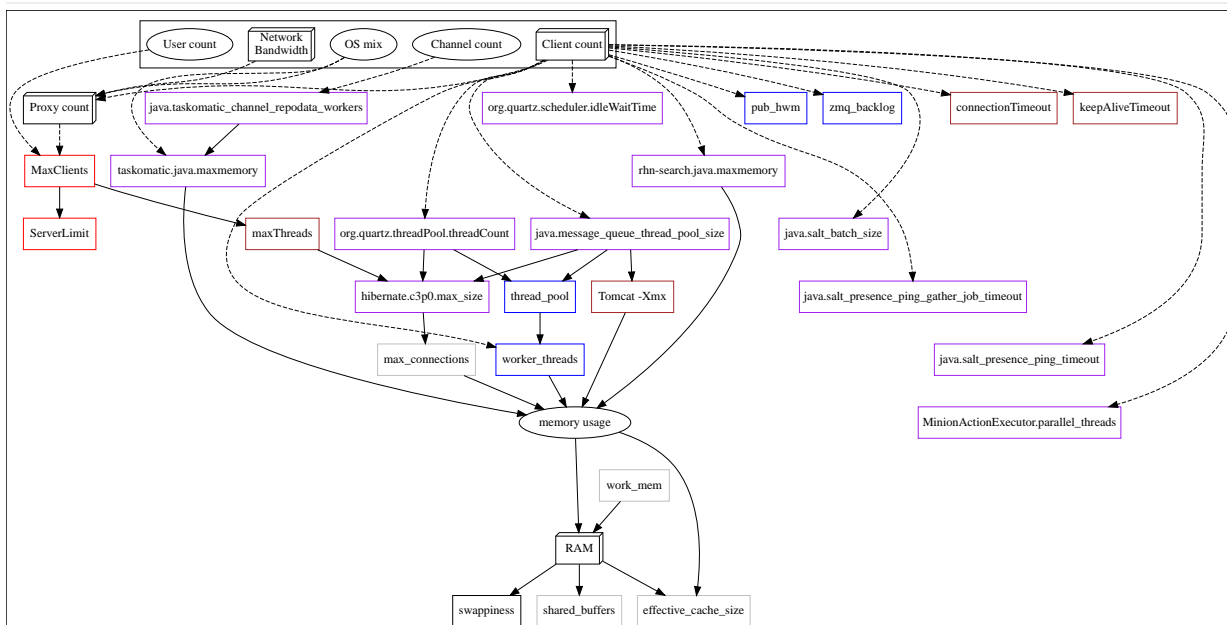 User count
Network
Bandwidth
OS mix
Channel count
Client count
Proxy count
java.taskomatic_channel_repodata_workers
org.quartz.scheduler.idleWaitTime
pub_hwm
zmq_backlog
connectionTimeout
keepAliveTimeout
MaxClients
taskomatic.java.maxmemory
rhn-search.java.maxmemory
ServerLimit
maxThreads
org.quartz.threadPool.threadCount
java.message_queue_thread_pool_size
java.salt_batch_size
hibernate.c3p0.max_size
thread_pool
Tomcat -Xmx
java.salt_presence_ping_gather_job_timeout
max_connections
worker_threads
java.salt_presence_ping_timeout
memory usage
MinionActionExecutor.parallel_threads
work_mem
RAM
swappiness
shared_buffers
effective_cache_size